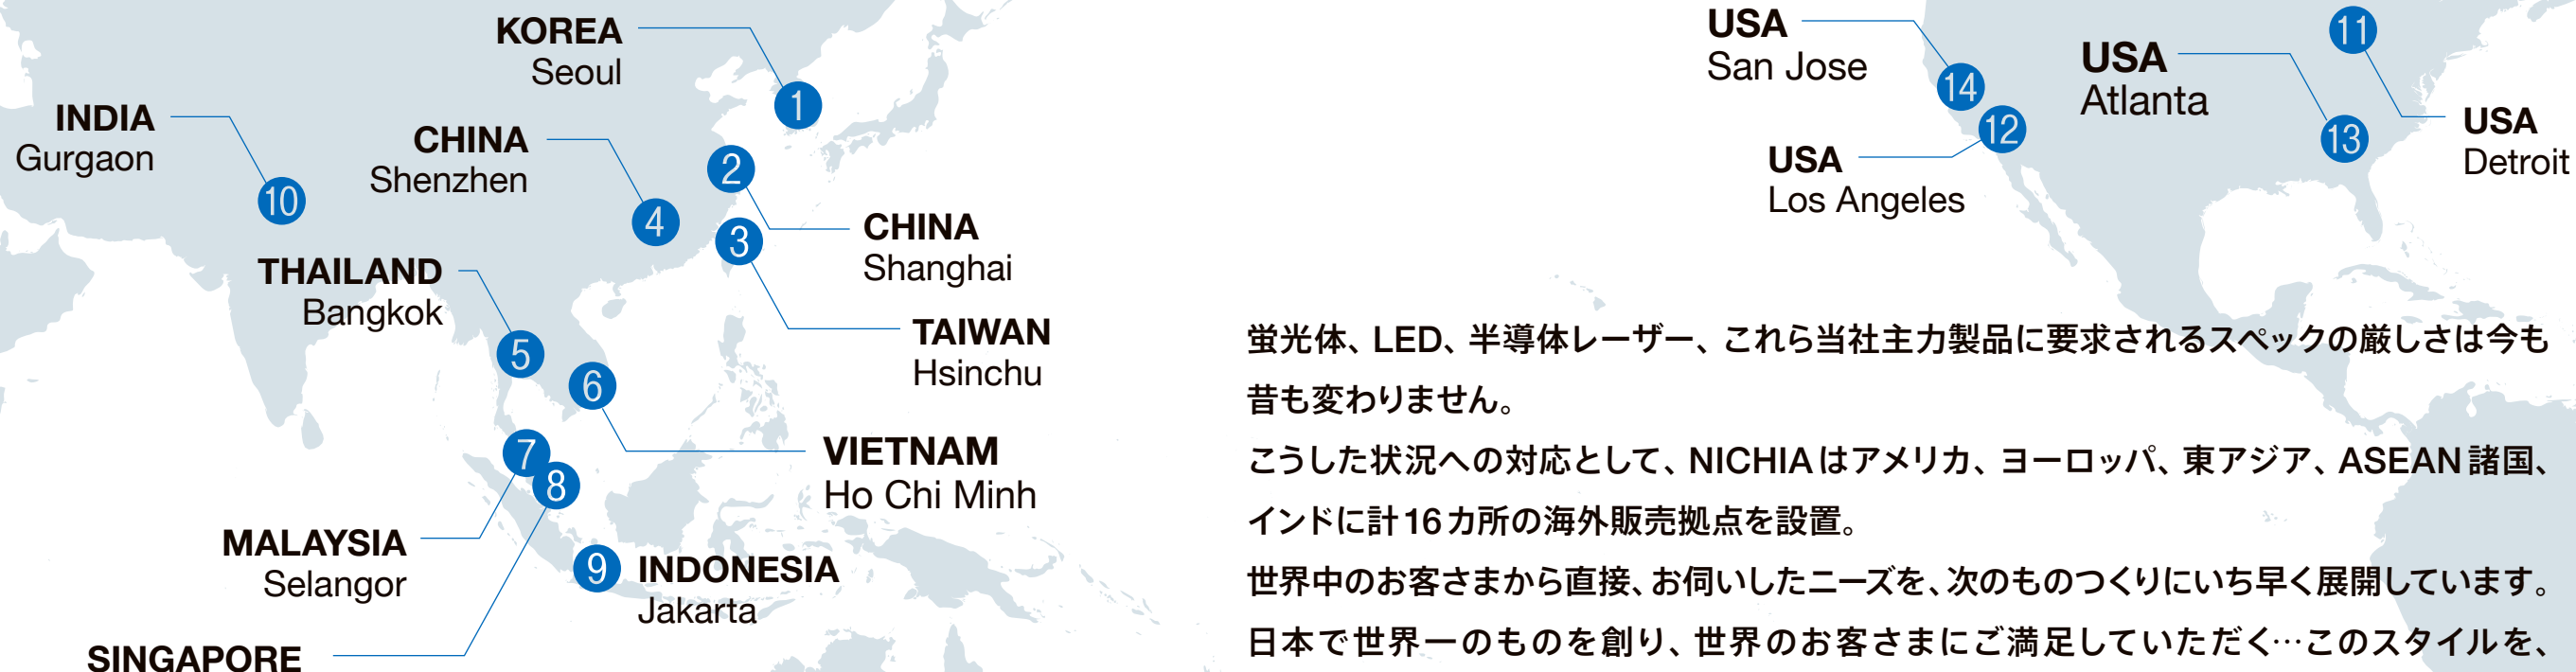 KOREA
Seoul
1
INDIA
Gurgaon
10
CHINA
Shenzhen
4
2
CHINA
Shanghai
3
TAIWAN
Hsinchu
THAILAND
Bangkok
5
6
VIETNAM
Ho Chi Minh
7
8
MALAYSIA
Selangor
9
INDONESIA
Jakarta
SINGAPORE
USA
San Jose
14
12
USA
Los Angeles
USA
Atlanta
13
11
USA
Detroit
蛍光体、LED、半導体レーザー、これら当社主力製品に要求されるスペックの厳しさは今も
昔も変わりません。
こうした状況への対応として、NICHIAはアメリカ、ヨーロッパ、東アジア、ASEAN諸国、
インドに計16カ所の海外販売拠点を設置。
世界中のお客さまから直接、お伺いしたニーズを、次のものつくりにいち早く展開しています。
日本で世界一のものを創り、世界のお客さまにご満足していただく…このスタイルを、